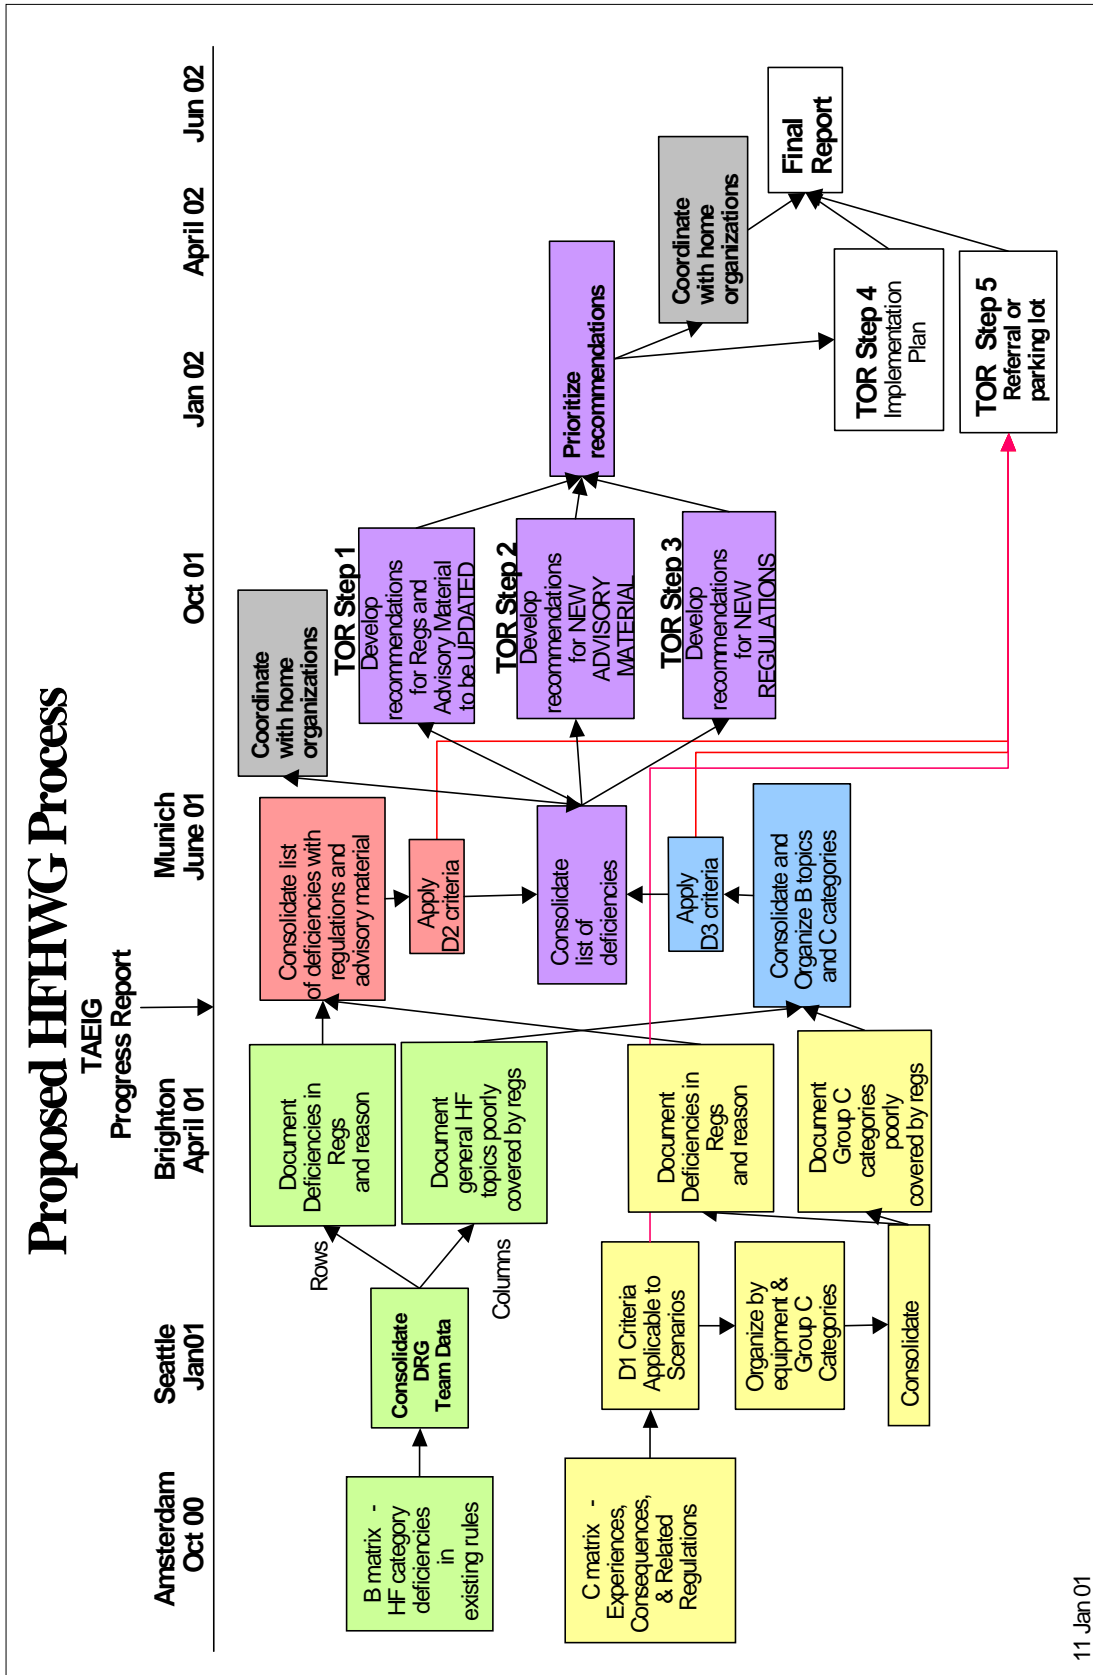 Proposed HFHWG Process
TAEIG
Progress Report
Amsterdam
Oct 00
Seattle
Jan01
Brighton
April 01
Munich
June 01
Oct 01
Jan 02
April 02
Jun 02
B matrix -
HF category
deficiencies
in
existing rules
Consolidate
DRG
Team Data
Rows
Columns
Document
Deficiencies in
Regs
and reason
Document
general HF
topics poorly
covered by regs
Consolidate list
of deficiencies with
regulations and
advisory material
Apply
D2 criteria
Consolidate
list of
deficiencies
Apply
D3 criteria
Consolidate and
Organize B topics
and C categories
Coordinate
with home
organizations
TOR Step 1
Develop
recommendations
for Regs and
Advisory Material
to be UPDATED
TOR Step 2
Develop
recommendations
for NEW
ADVISORY
MATERIAL
TOR Step 3
Develop
recommendations
for NEW
REGULATIONS
Prioritize
recommendations
Coordinate
with home
organizations
Final
Report
TOR Step 4
Implementation
Plan
TOR Step 5
Referral or
parking lot
C matrix -
Experiences,
Consequences,
& Related
Regulations
D1 Criteria
Applicable to
Scenarios
Organize by
equipment &
Group C
Categories
Consolidate
Document
Deficiencies in
Regs
and reason
Document
Group C
categories
poorly
covered by regs
11 Jan 01